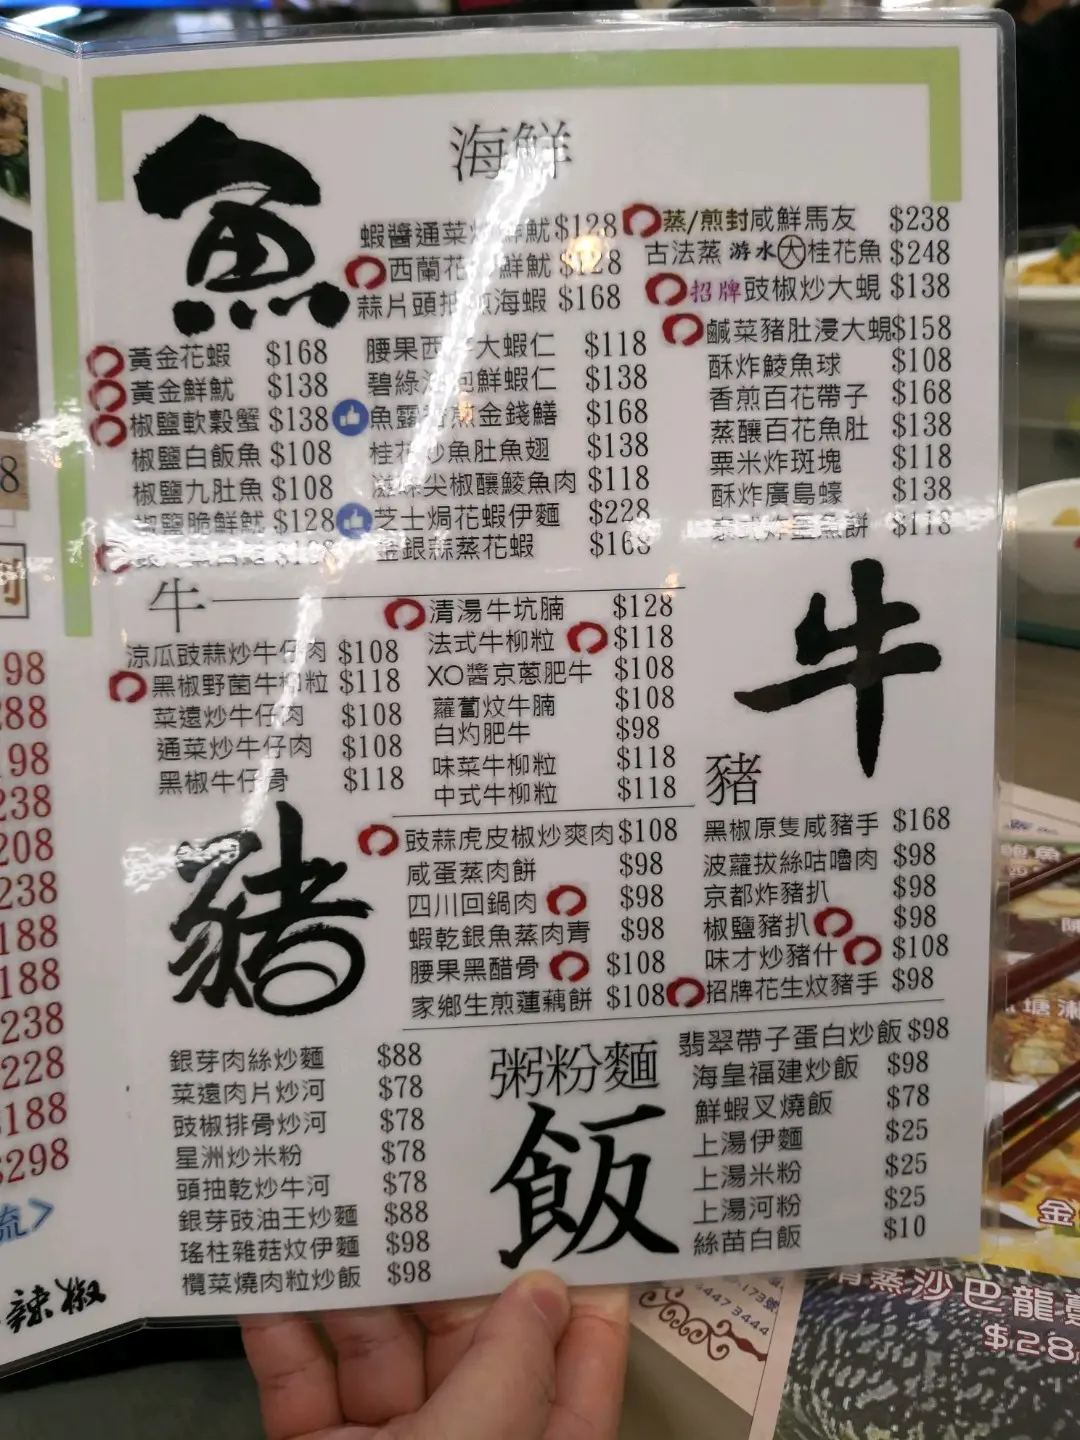 魚
海鮮
蝦醬通菜炒鮮魷 $128
西蘭花 鮮魷 $128
蒜片頭抽煎海蝦 $168
蒸/煎封咸鮮馬友 $238
古法蒸 游水 大 桂花魚 $248
招牌豉椒炒大蜆 $138
鹹菜豬肚浸大蜆 $158
黃金花蝦 $168
黃金鮮魷 $138
椒鹽軟殼蟹 $138
椒鹽白飯魚 $108
椒鹽九肚魚 $108
椒鹽脆鮮魷 $128
腰果西芹大蝦仁 $118
碧綠 泡鮮蝦仁 $138
魚露香煎金錢鱔 $168
桂花炒魚肚魚翅 $138
尖椒釀鯪魚肉 $118
芝士焗花蝦伊麵 $228
金銀蒜蒸花蝦 $168
酥炸鯪魚球 $108
香煎百花帶子 $168
蒸釀百花魚肚 $138
粟米炸斑塊 $118
酥炸廣島蠔 $138
魚餅 $118
牛
涼瓜豉蒜炒牛仔肉 $108
黑椒野菌牛柳粒 $118
菜遠炒牛仔肉 $108
通菜炒牛仔肉 $108
黑椒牛仔骨 $118
清湯牛坑腩 $128
法式牛柳粒 $118
XO醬京蔥肥牛 $108
蘿蔔炆牛腩 $108
白灼肥牛 $98
味菜牛柳粒 $118
中式牛柳粒 $118
牛
豬
豬
豉蒜虎皮椒炒爽肉 $108
咸蛋蒸肉餅 $98
四川回鍋肉 $98
蝦乾銀魚蒸肉青 $98
腰果黑醋骨 $108
家鄉生煎蓮藕餅 $108
黑椒原隻咸豬手 $168
波蘿拔絲咕嚕肉 $98
京都炸豬扒 $98
椒鹽豬扒 $98
味才炒豬什 $108
招牌花生炆豬手 $98
粥粉麵
飯
銀芽肉絲炒麵 $88
菜遠肉片炒河 $78
豉椒排骨炒河 $78
星洲炒米粉 $78
頭抽乾炒牛河 $78
銀芽豉油王炒麵 $88
瑤柱雜菇炆伊麵 $98
欖菜燒肉粒炒飯 $98
翡翠帶子蛋白炒飯 $98
海皇福建炒飯 $98
鮮蝦叉燒飯 $78
上湯伊麵 $25
上湯米粉 $25
上湯河粉 $25
絲苗白飯 $10
98
288
198
238
208
238
188
188
238
228
188
298
流
辣椒
173號
447 3444
蒸沙巴龍躉
$28
金